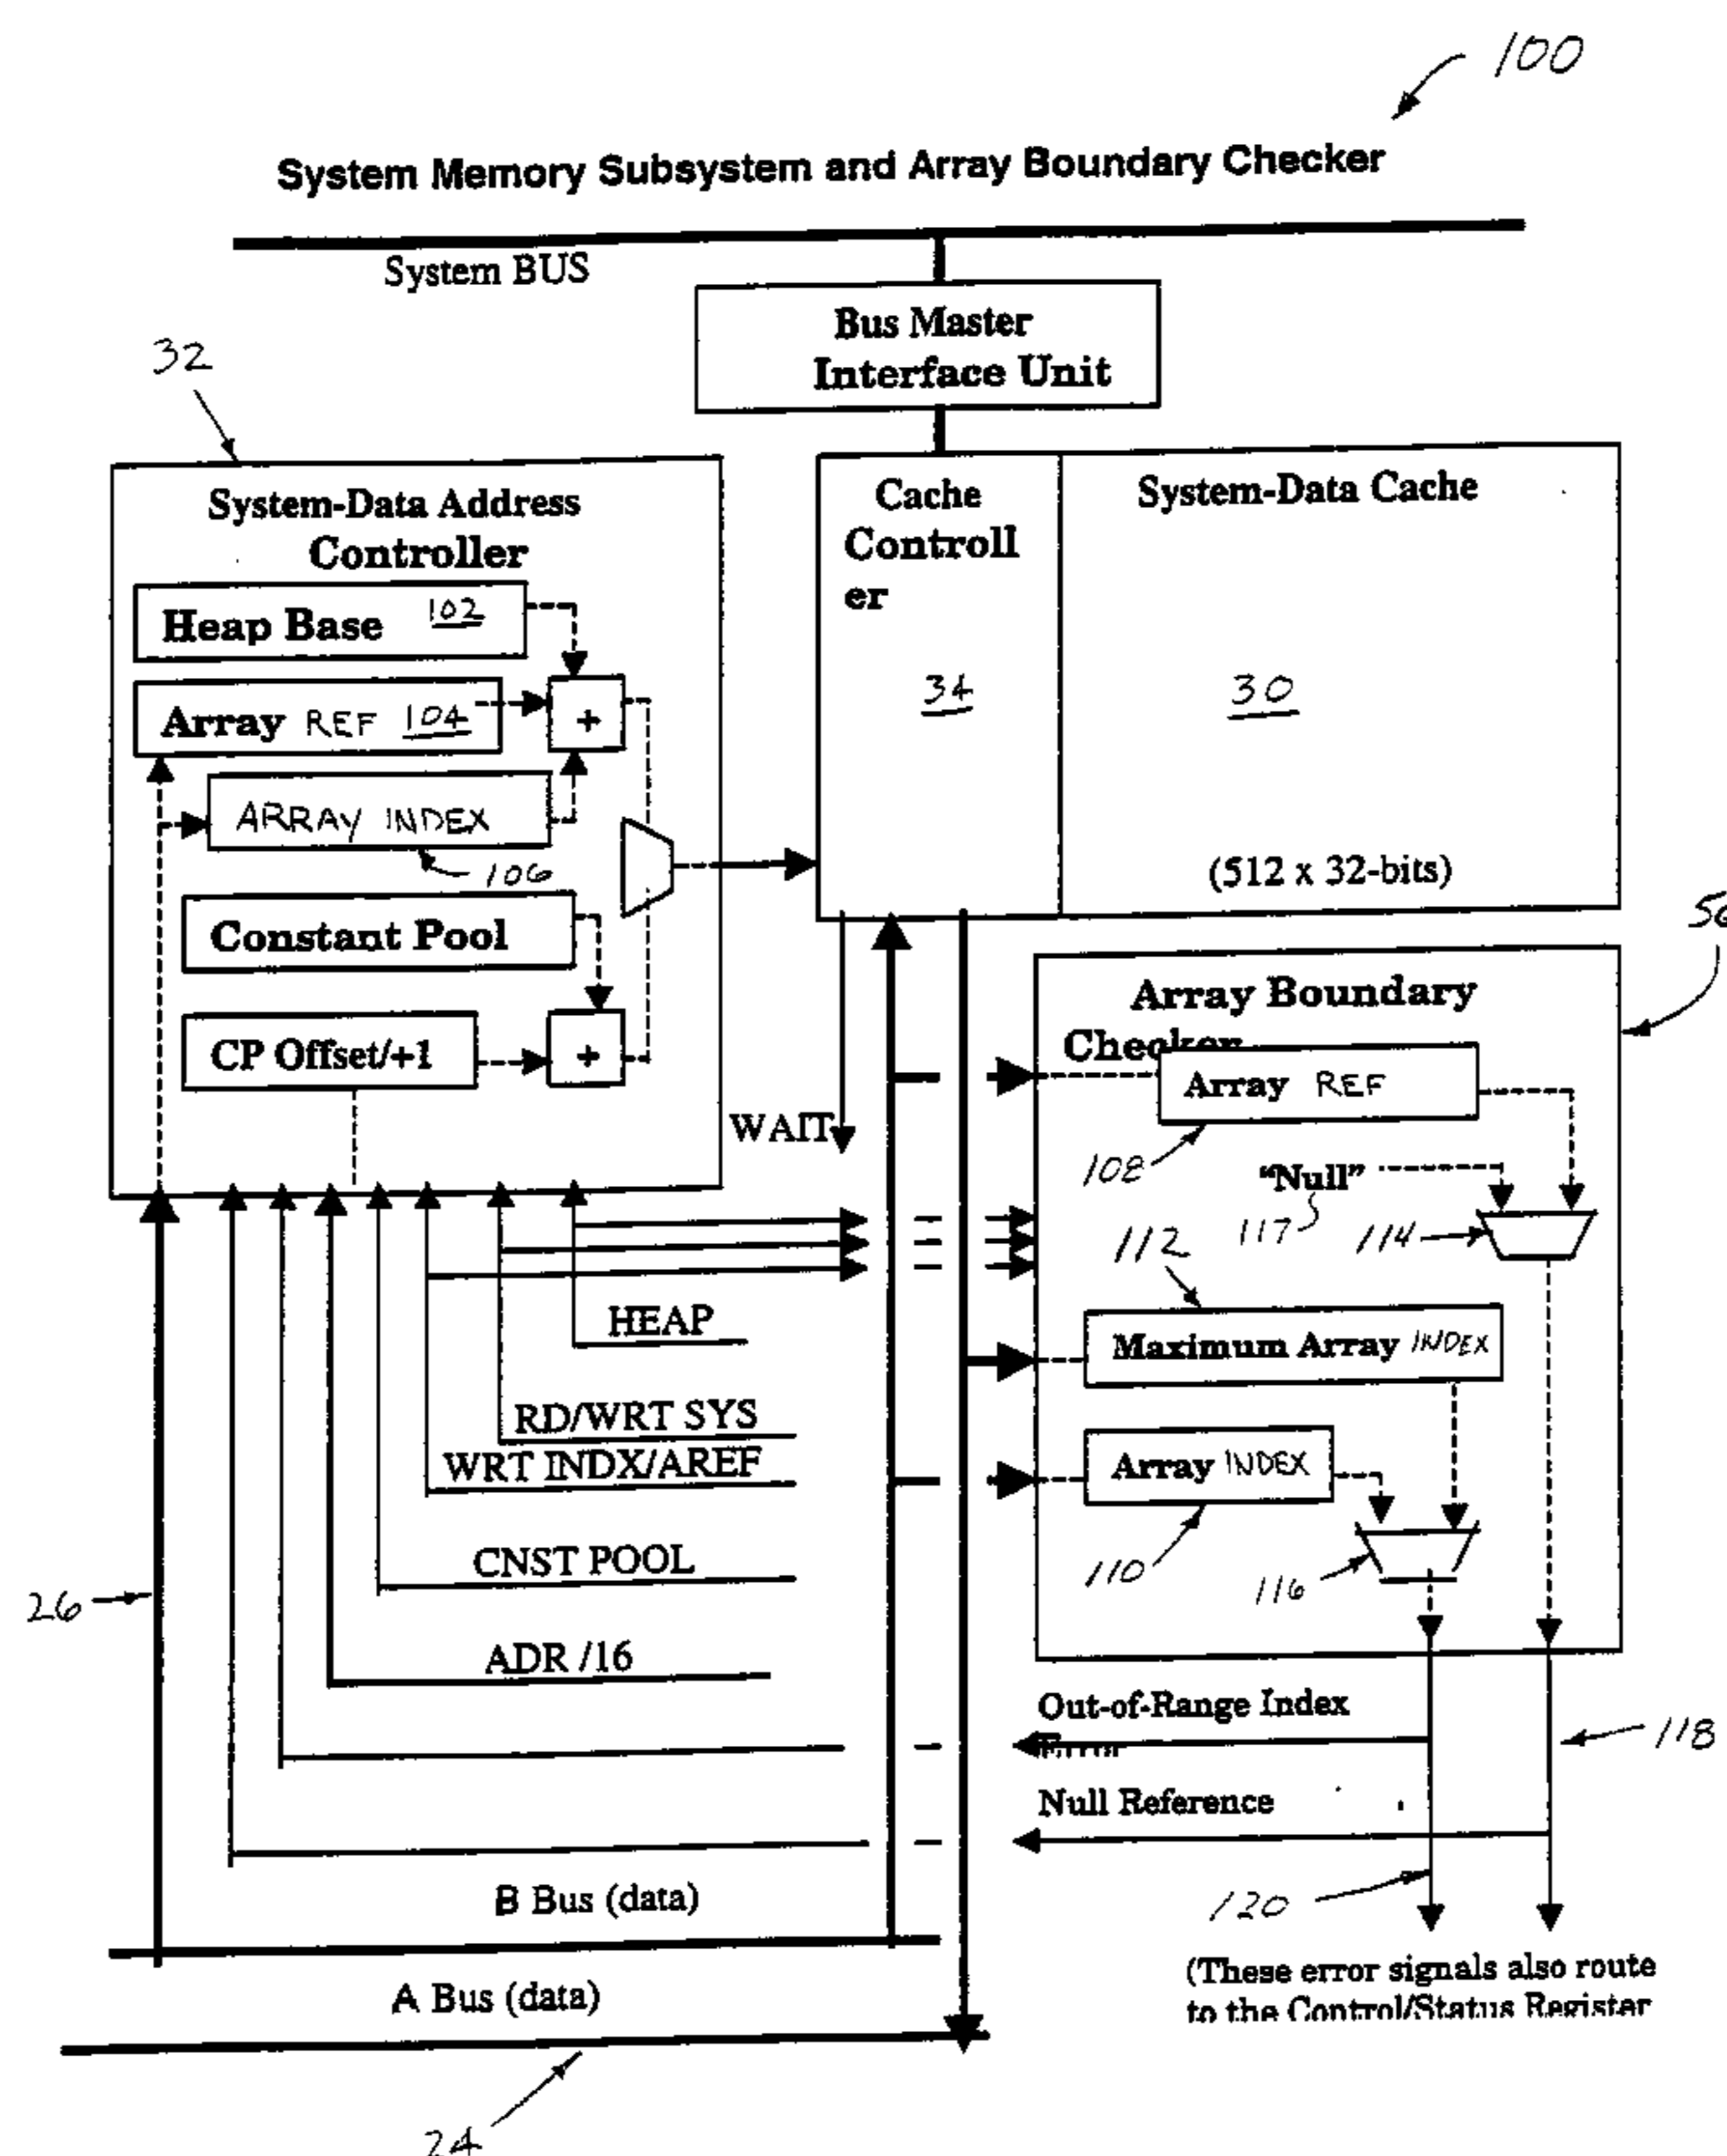 100
System Memory Subsystem and Array Boundary Checker
System BUS
Bus Master
Interface Unit
32
System-Data Address
Controller
Heap Base 102
Array REF 104
ARRAY INDEX
106
Constant Pool
CP Offset/+1
+
+
Cache
Controll
er
34
System-Data Cache
30
(512 x 32-bits)
Array Boundary
Checker
Array REF
108
"Null"
117
114
112
Maximum Array INDEX
Array INDEX
110
116
WAIT
HEAP
RD/WRT SYS
WRT INDX/AREF
CNST POOL
ADR /16
26
Out-of-Range Index
Error
Null Reference
118
120
B Bus (data)
A Bus (data)
24
(These error signals also route
to the Control/Status Register